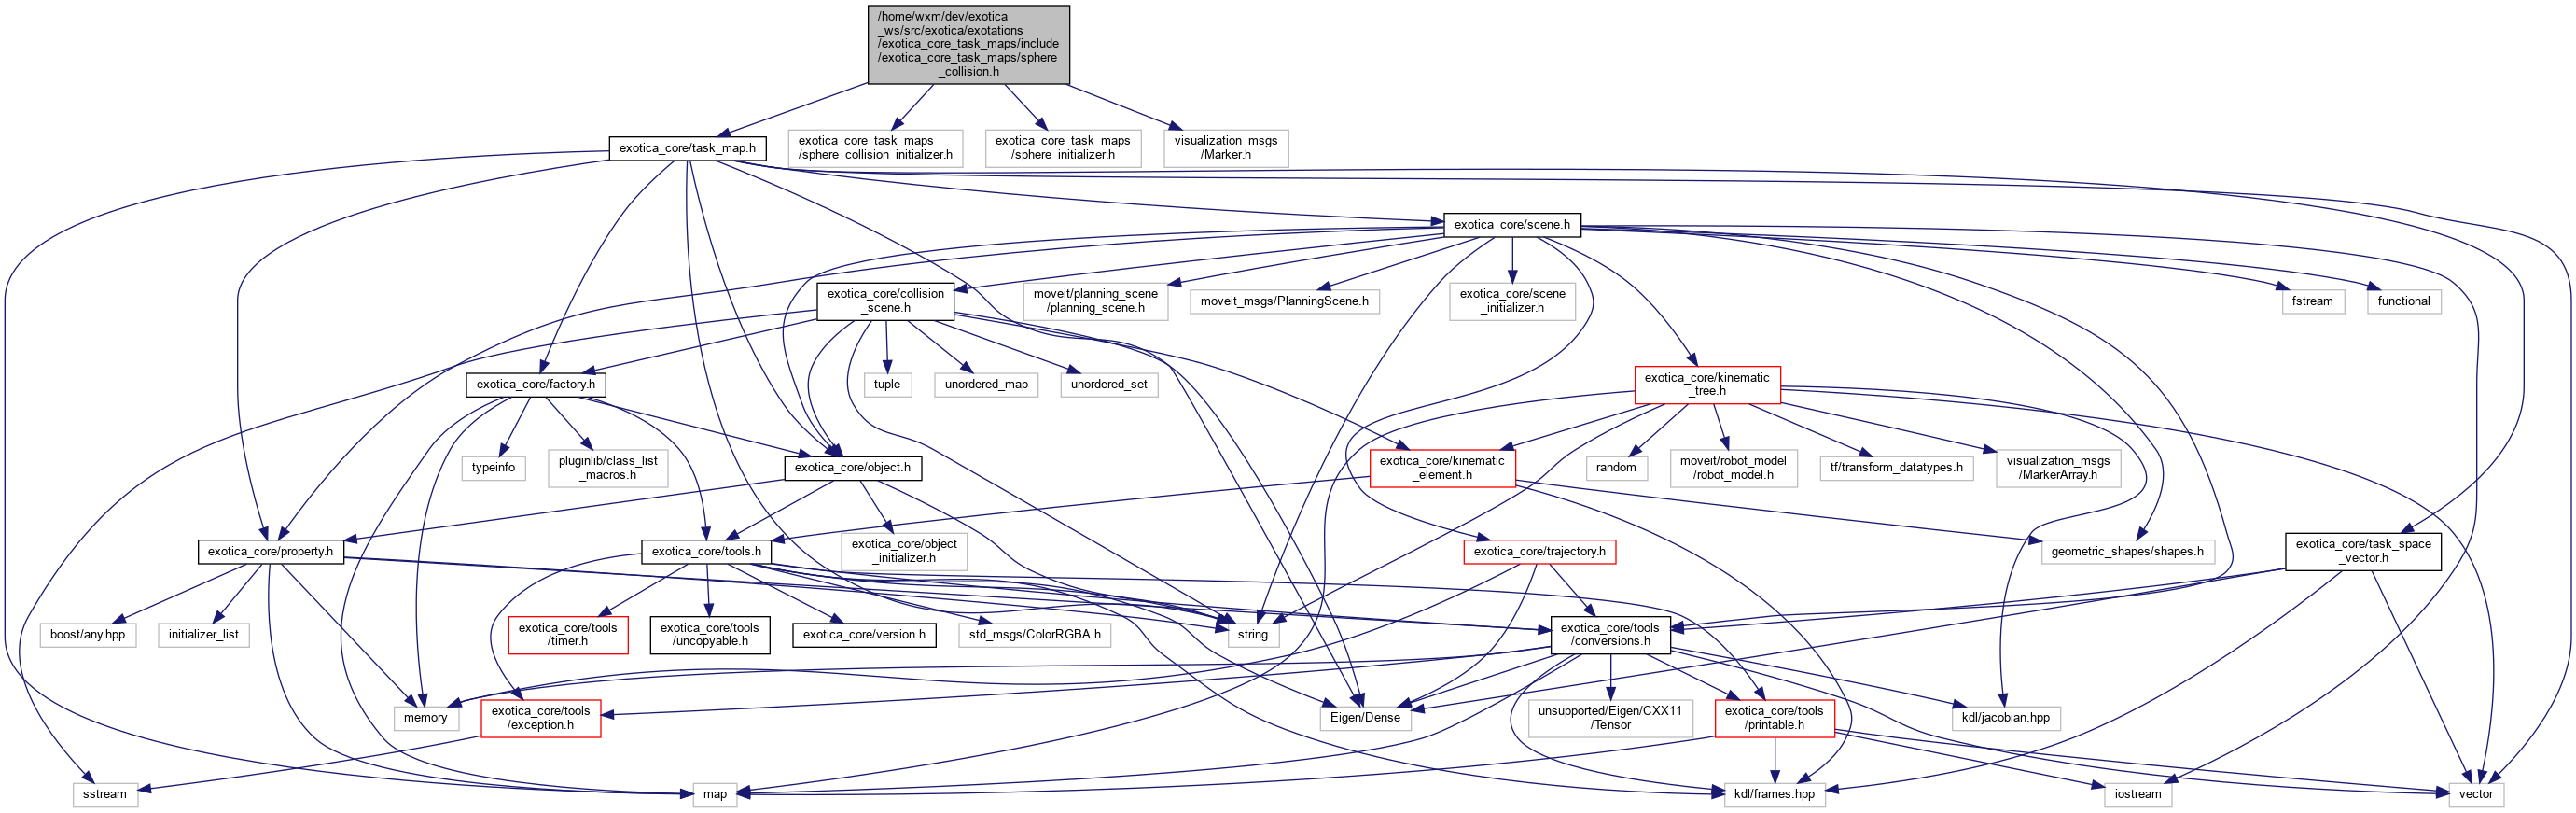 /home/wxm/dev/exotica
_ws/src/exotica/exotations
/exotica_core_task_maps/include
/exotica_core_task_maps/sphere
_collision.h
exotica_core/task_map.h
exotica_core_task_maps
/sphere_collision_initializer.h
exotica_core_task_maps
/sphere_initializer.h
visualization_msgs
/Marker.h
exotica_core/scene.h
exotica_core/collision
_scene.h
moveit/planning_scene
/planning_scene.h
moveit_msgs/PlanningScene.h
exotica_core/scene
_initializer.h
fstream
functional
exotica_core/factory.h
tuple
unordered_map
unordered_set
exotica_core/kinematic
_tree.h
typeinfo
pluginlib/class_list
_macros.h
exotica_core/object.h
exotica_core/kinematic
_element.h
random
moveit/robot_model
/robot_model.h
tf/transform_datatypes.h
visualization_msgs
/MarkerArray.h
exotica_core/property.h
exotica_core/tools.h
exotica_core/object
_initializer.h
exotica_core/trajectory.h
geometric_shapes/shapes.h
exotica_core/task_space
_vector.h
boost/any.hpp
initializer_list
exotica_core/tools
/timer.h
exotica_core/tools
/uncopyable.h
exotica_core/version.h
std_msgs/ColorRGBA.h
string
exotica_core/tools
/conversions.h
memory
exotica_core/tools
/exception.h
Eigen/Dense
unsupported/Eigen/CXX11
/Tensor
exotica_core/tools
/printable.h
kdl/jacobian.hpp
sstream
map
kdl/frames.hpp
iostream
vector